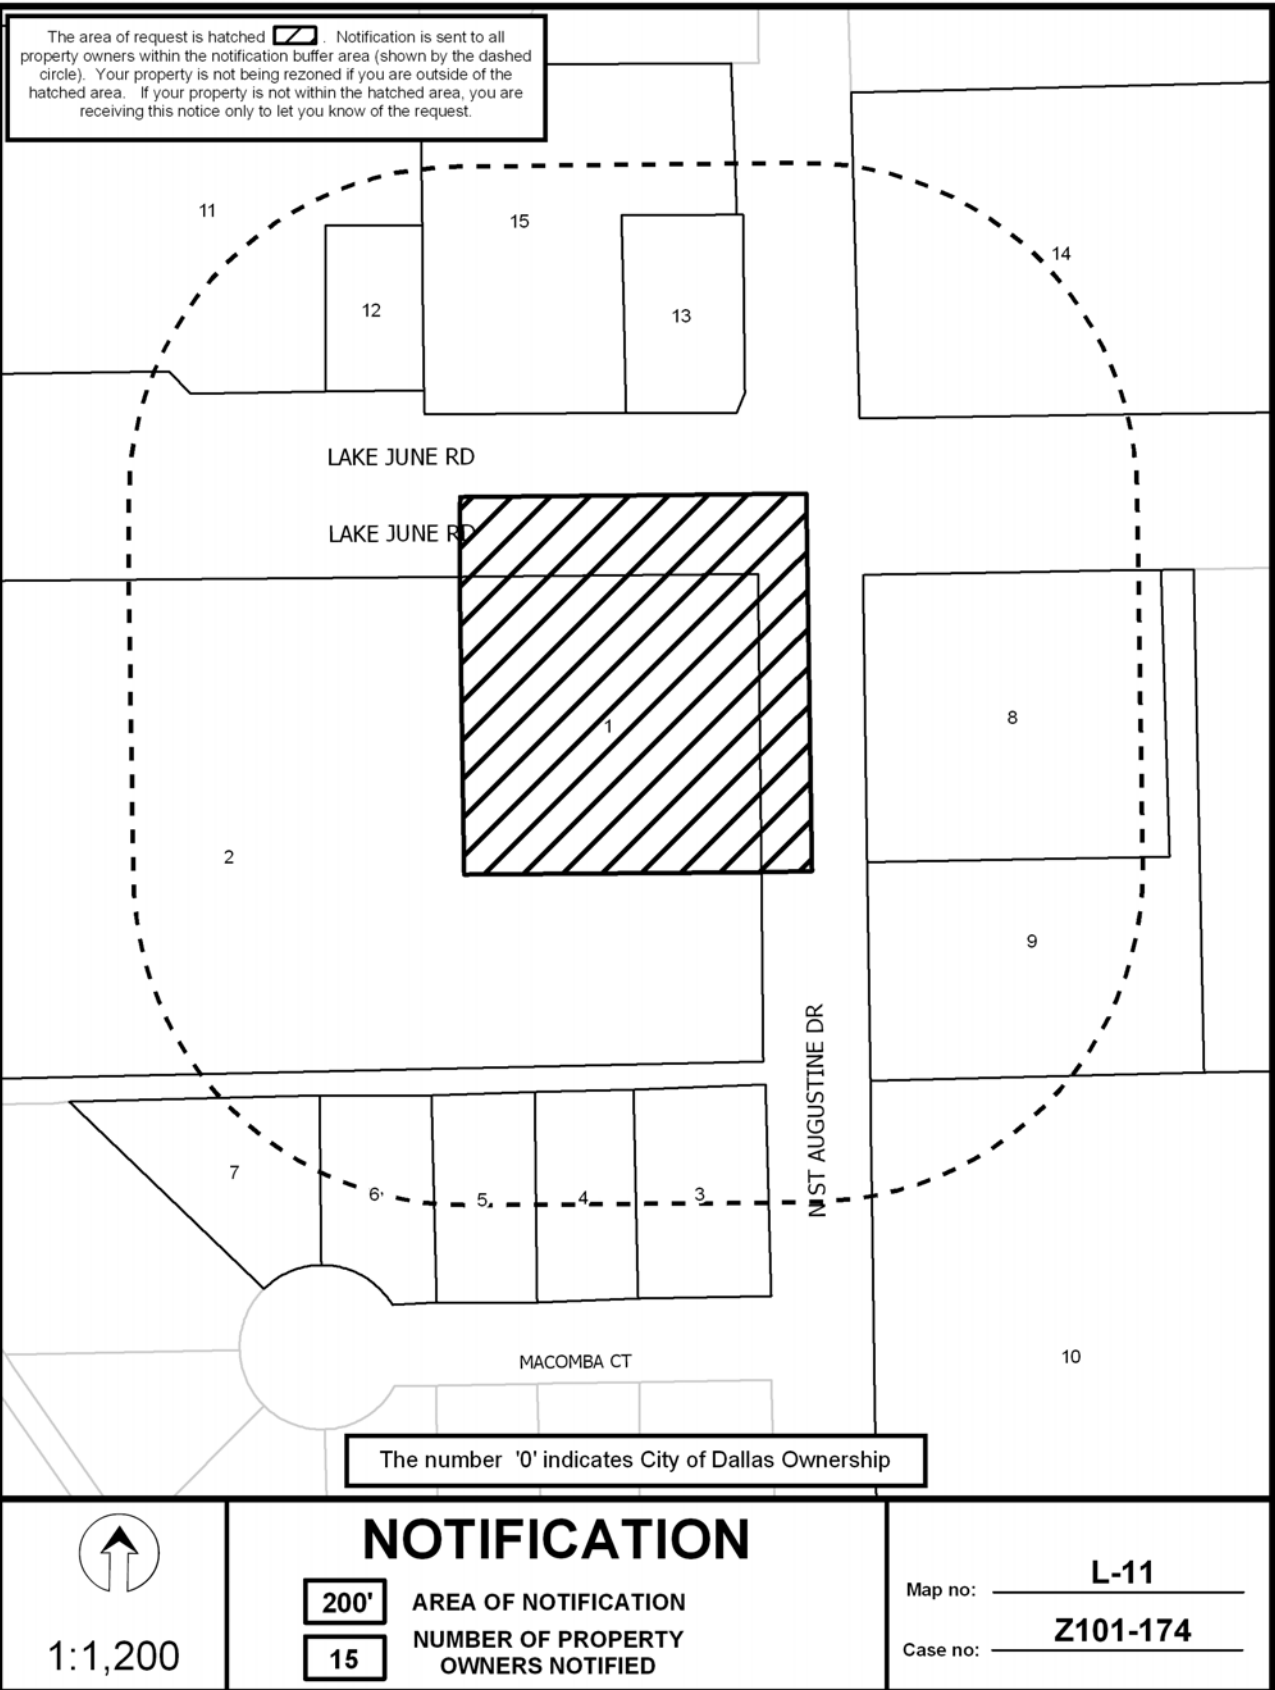 The area of request is hatched . Notification is sent to all
property owners within the notification buffer area (shown by the dashed
circle). Your property is not being rezoned if you are outside of the
hatched area. If your property is not within the hatched area, you are
receiving this notice only to let you know of the request.
11
15
14
12
13
LAKE JUNE RD
LAKE JUNE RD
1
8
2
9
N ST AUGUSTINE DR
7
6
5
4
3
MACOMBA CT
10
The number '0' indicates City of Dallas Ownership
1:1,200
NOTIFICATION
200' AREA OF NOTIFICATION
15 NUMBER OF PROPERTY
OWNERS NOTIFIED
Map no: L-11
Case no: Z101-174